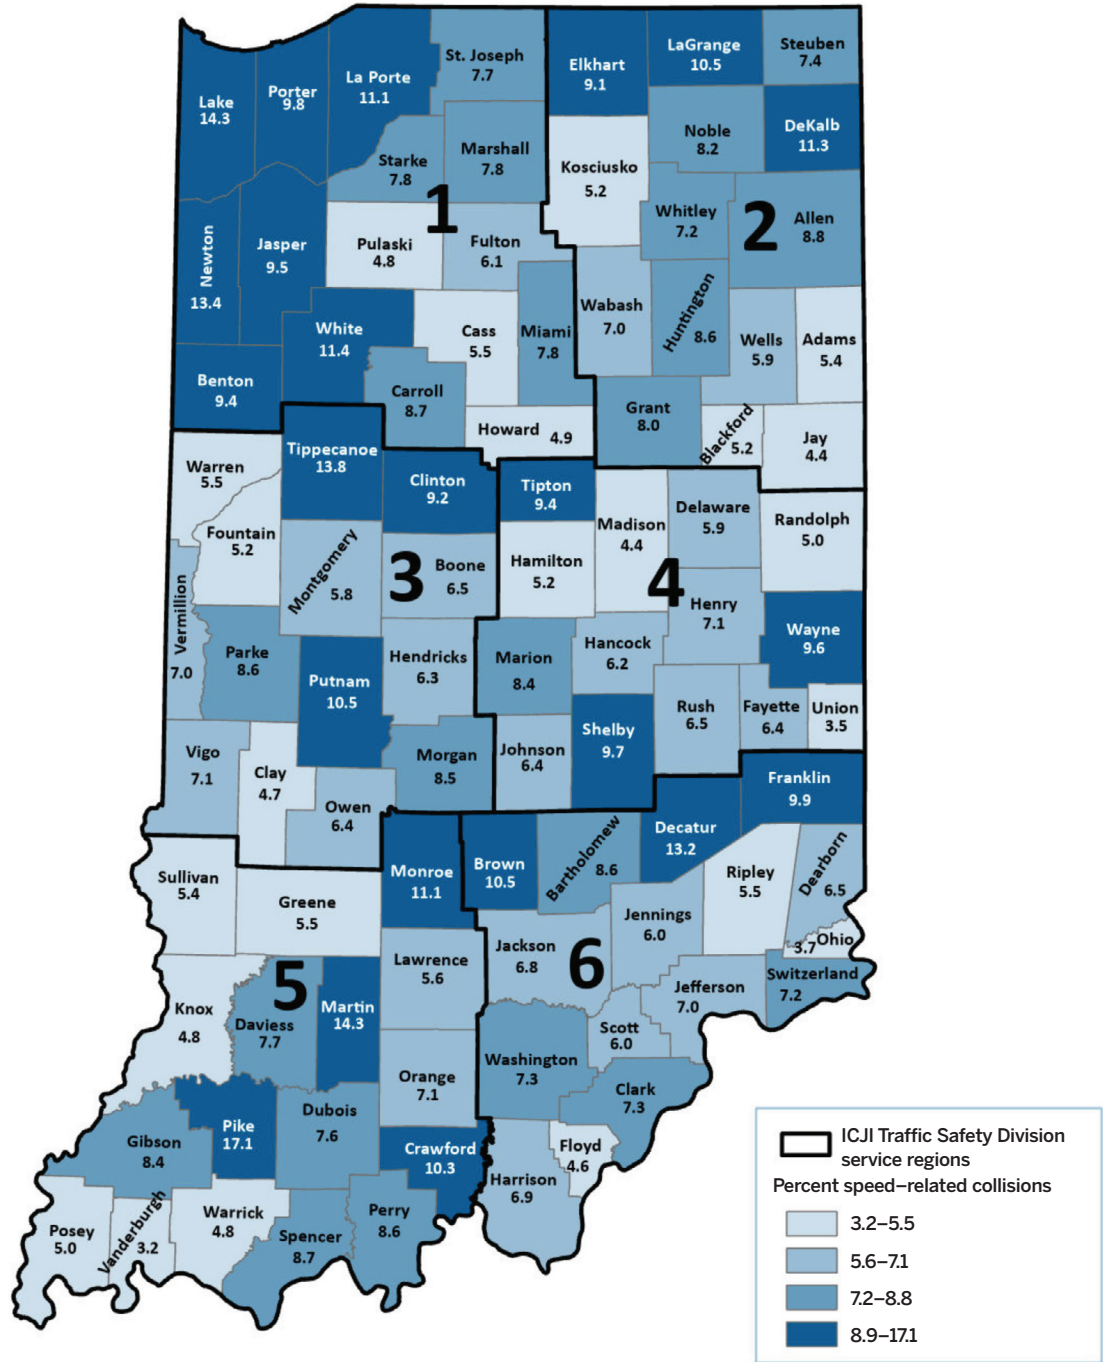 St. Joseph
7.7
Elkhart
9.1
LaGrange
10.5
Steuben
7.4
Lake
14.3
Porter
9.8
La Porte
11.1
Noble
8.2
DeKalb
11.3
Starke
7.8
Marshall
7.8
Kosciusko
5.2
1
Whitley
7.2
2
Allen
8.8
Newton
13.4
Jasper
9.5
Pulaski
4.8
Fulton
6.1
White
11.4
Cass
5.5
Miami
7.8
Wabash
7.0
Huntington
8.6
Wells
5.9
Adams
5.4
Benton
9.4
Carroll
8.7
Howard 4.9
Grant
8.0
Blackford
5.2
Jay
4.4
Warren
5.5
Tippecanoe
13.8
Clinton
9.2
Tipton
9.4
Madison
4.4
Delaware
5.9
Randolph
5.0
Fountain
5.2
Montgomery
5.8
3
Boone
6.5
Hamilton
5.2
4
Henry
7.1
Wayne
9.6
Vermillion
7.0
Parke
8.6
Putnam
10.5
Hendricks
6.3
Marion
8.4
Hancock
6.2
Rush
6.5
Fayette
6.4
Union
3.5
Vigo
7.1
Clay
4.7
Owen
6.4
Morgan
8.5
Johnson
6.4
Shelby
9.7
Franklin
9.9
Decatur
13.2
Sullivan
5.4
Greene
5.5
Monroe
11.1
Brown
10.5
Bartholomew
8.6
Ripley
5.5
Dearborn
6.5
Jennings
6.0
3.7 Ohio
Lawrence
5.6
Jackson
6.8
6
Jefferson
7.0
Switzerland
7.2
Knox
4.8
5
Daviess
7.7
Martin
14.3
Scott
6.0
Washington
7.3
Orange
7.1
Clark
7.3
Gibson
8.4
Pike
17.1
Dubois
7.6
Crawford
10.3
Floyd
4.6
Harrison
6.9
Posey
5.0
Vanderburgh
3.2
Warrick
4.8
Spencer
8.7
Perry
8.6
ICJI Traffic Safety Division
service regions
Percent speed–related collisions
3.2–5.5
5.6–7.1
7.2–8.8
8.9–17.1